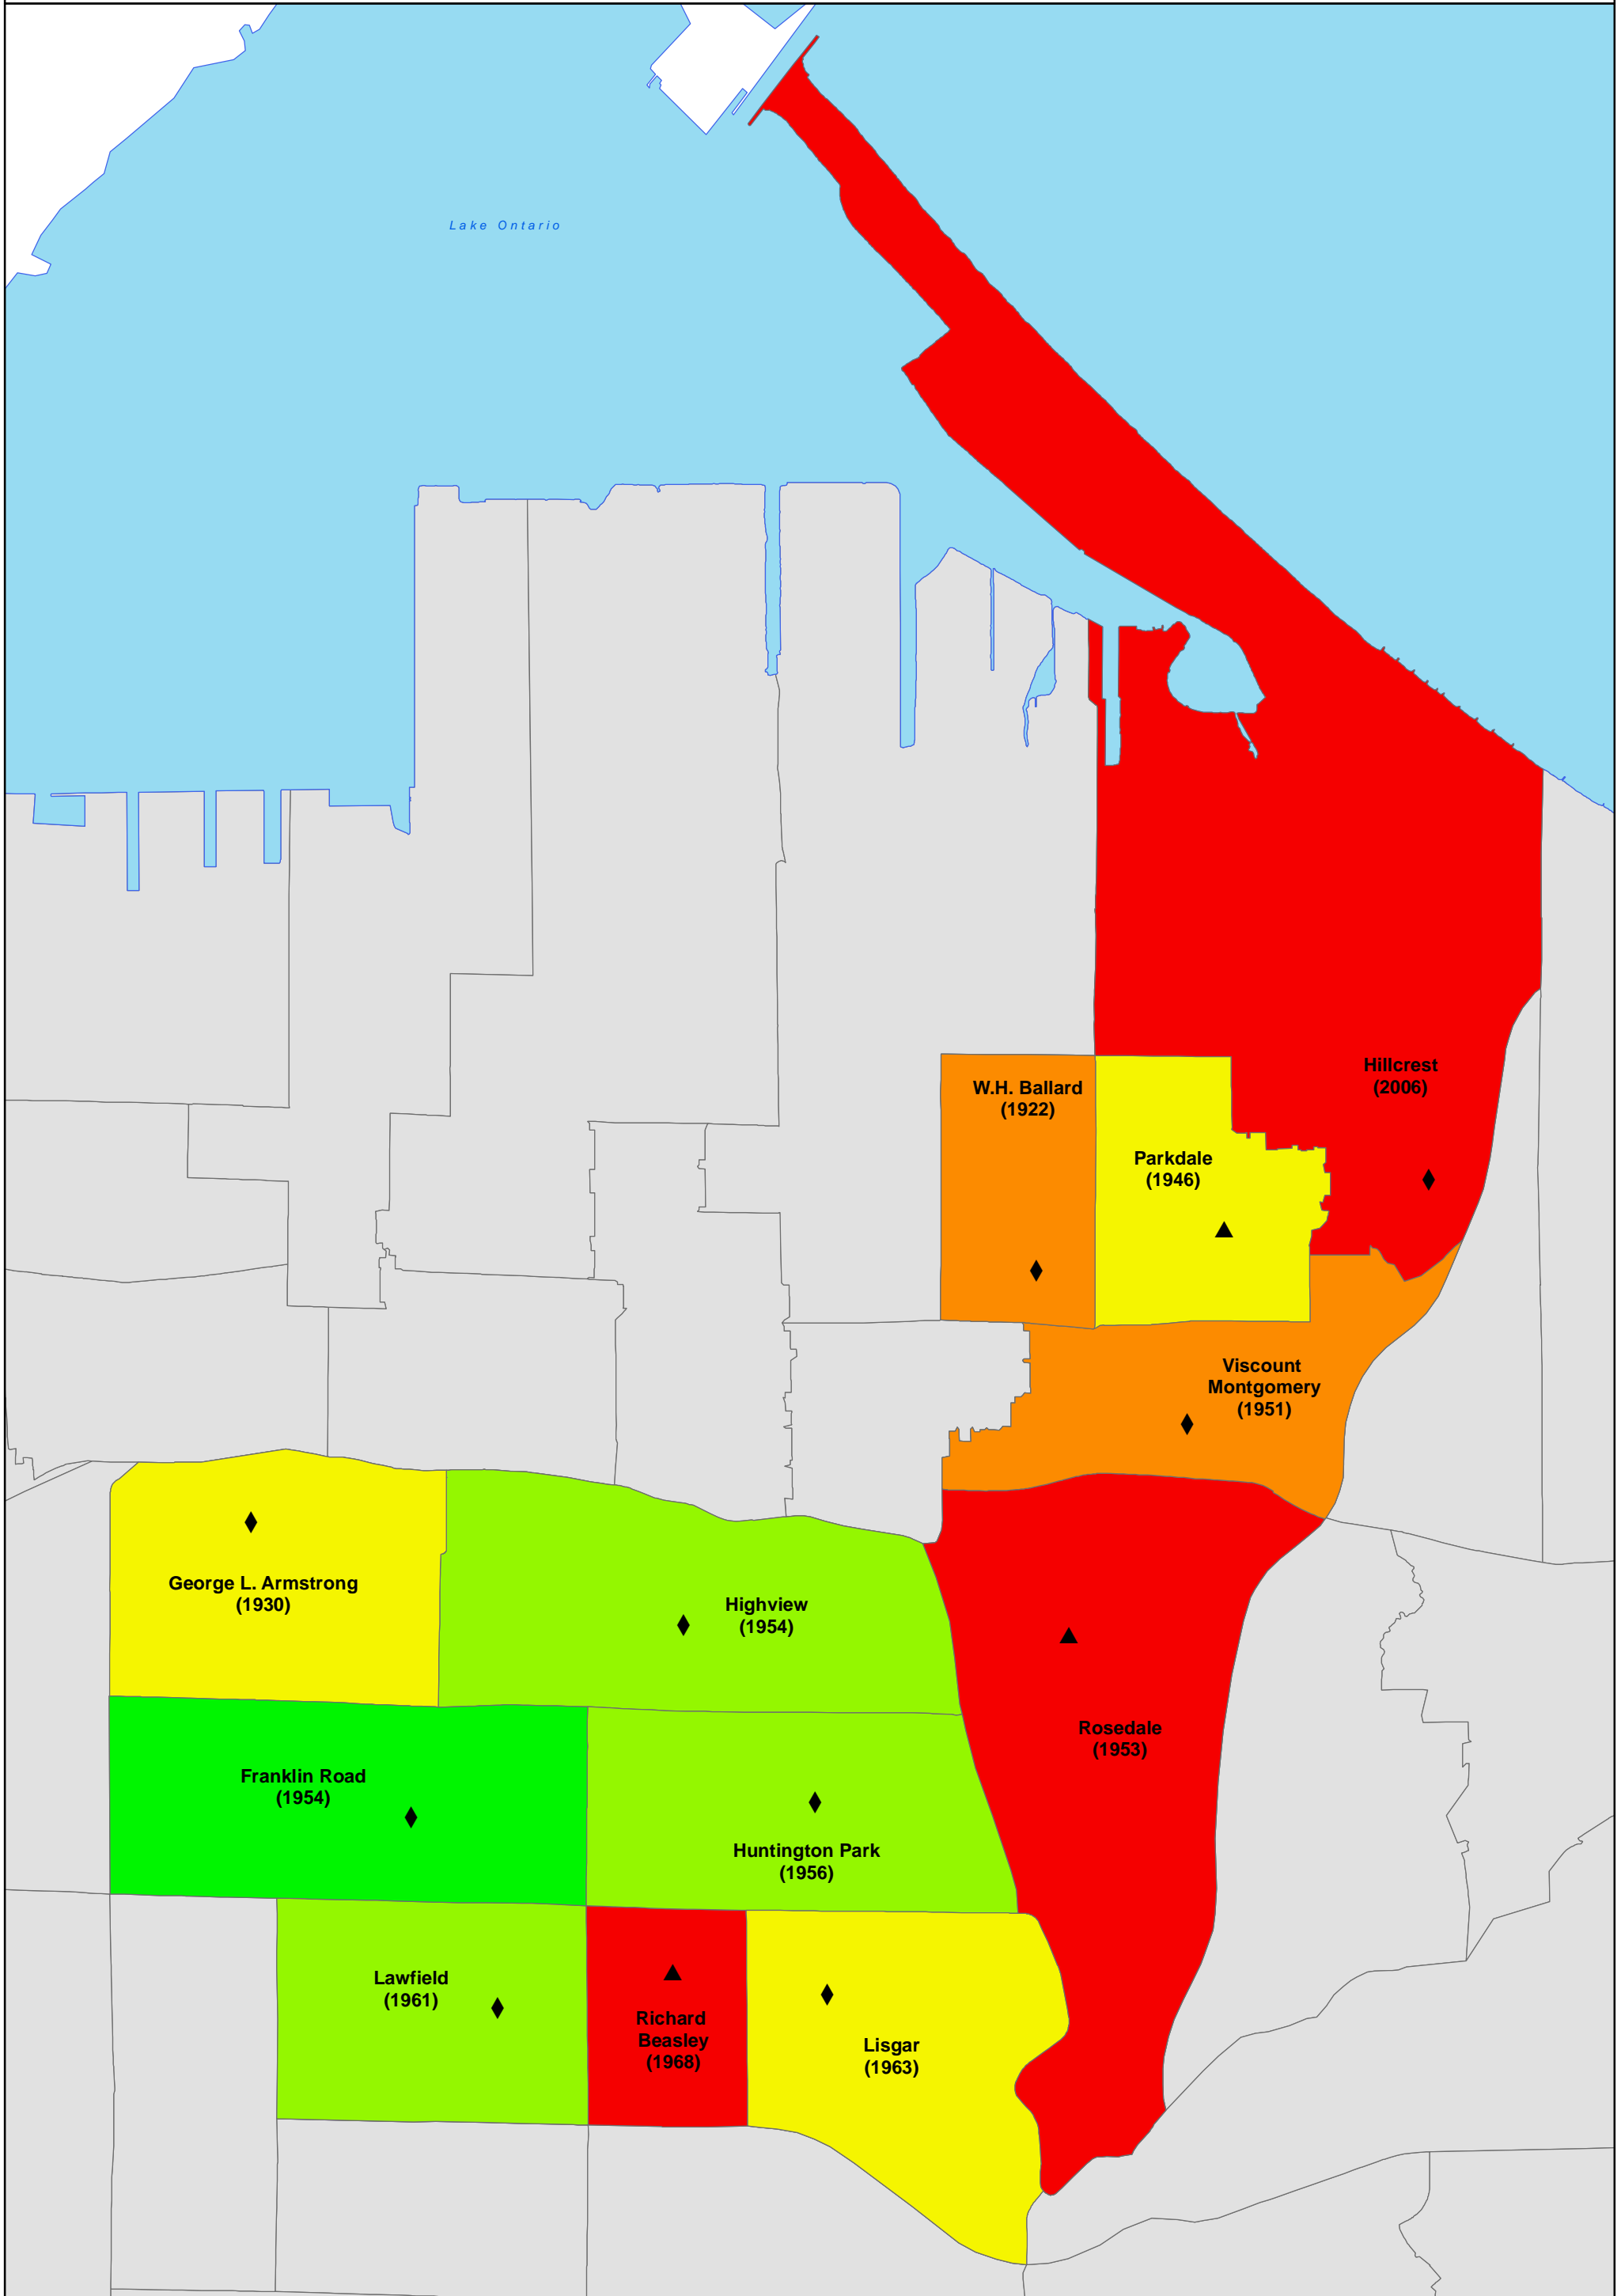 Lake Ontario
Hillcrest
(2006)
W.H. Ballard
(1922)
Parkdale
(1946)
Viscount
Montgomery
(1951)
George L. Armstrong
(1930)
Highview
(1954)
Rosedale
(1953)
Franklin Road
(1954)
Huntington Park
(1956)
Lawfield
(1961)
Richard
Beasley
(1968)
Lisgar
(1963)